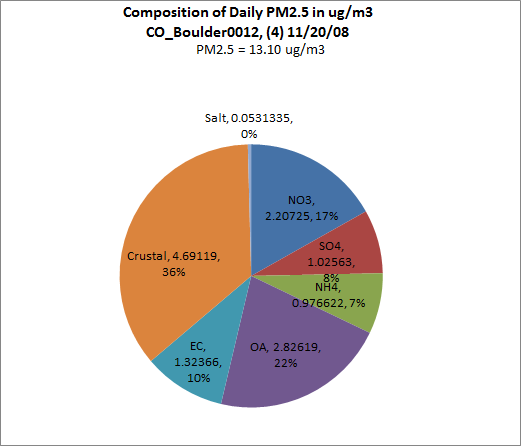 Composition of Daily PM2.5 in ug/m3
CO_Boulder0012, (4) 11/20/08
PM2.5 = 13.10 ug/m3
Salt, 0.0531335,
0%
NO3,
2.20725, 17%
SO4,
1.02563,
8%
NH4,
0.976622, 7%
OA, 2.82619,
22%
EC,
1.32366,
10%
Crustal, 4.69119,
36%